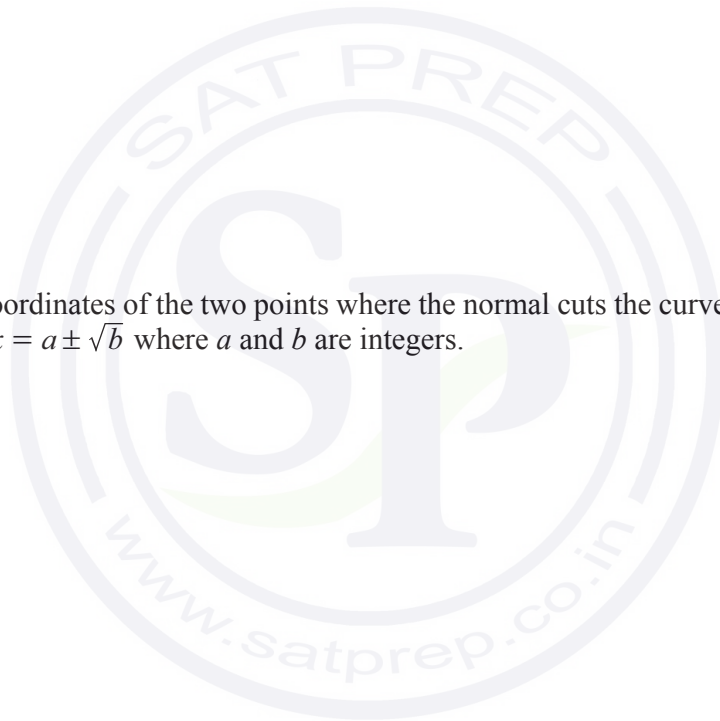 SAT PREP
oordinates of the two points where the normal cuts the curve
= a ± √b where a and b are integers.
www.satprep.co.in